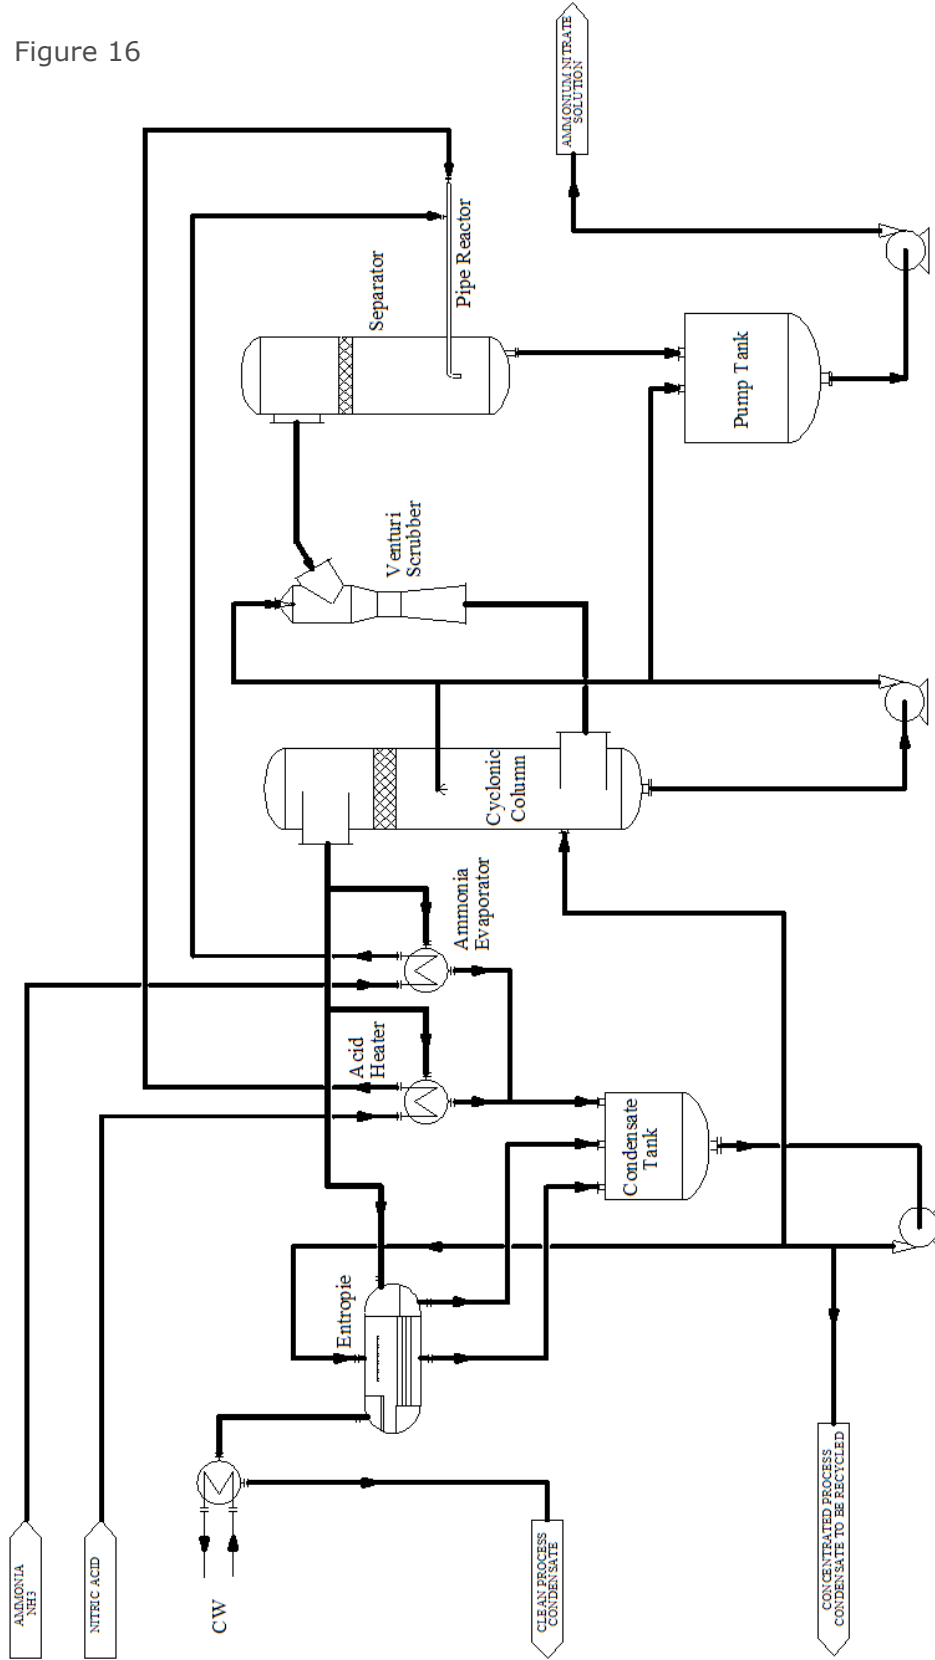 Figure 16
AMMONIA
NH3
NITRIC ACID
CW
CLEAN PROCESS
CONDENSATE
CONCENTRATED PROCESS
CONDENSATE TO BE RECYCLED
Entropie
Condensate
Tank
Acid
Heater
Ammonia
Evaporator
Cyclonic
Column
Venturi
Scrubber
Separator
Pipe Reactor
Pump Tank
AMMONIUM NITRATE
SOLUTION